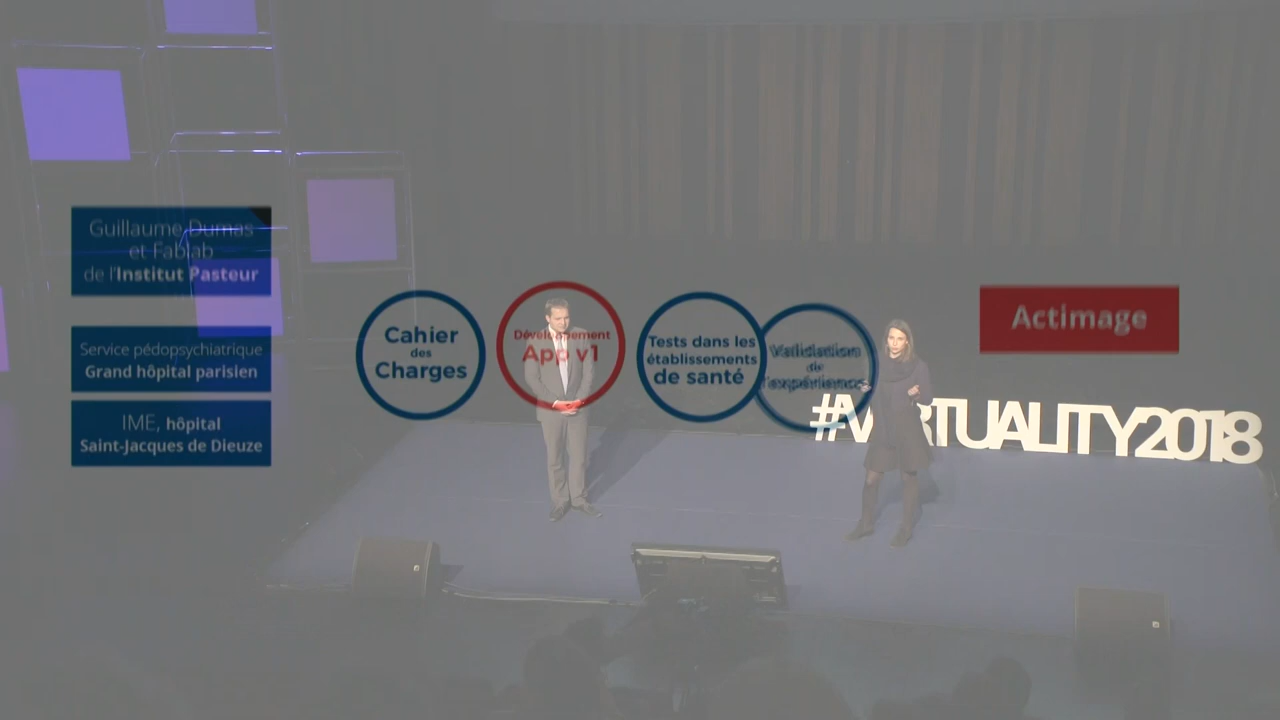 Guillaume Dumas
et Fablab
de l'Institut Pasteur
Service pédopsychiatrique
Grand hôpital parisien
IME, hôpital
Saint-Jacques de Dieuze
Cahier
des
Charges
Développement
App v1
Tests dans les
établissements
de santé
Validation
de
l'expérience
Actimage
#VIRTUALITY2018